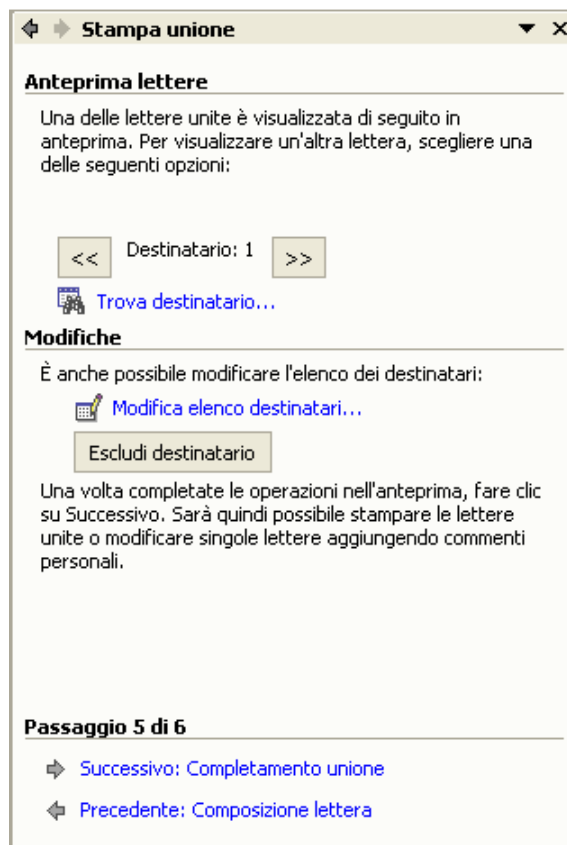 Stampa unione
Anteprima lettere
Una delle lettere unite è visualizzata di seguito in
anteprima. Per visualizzare un'altra lettera, scegliere una
delle seguenti opzioni:
<< Destinatario: 1 >>
Trova destinatario...
Modifiche
È anche possibile modificare l'elenco dei destinatari:
Modifica elenco destinatari...
Escludi destinatario
Una volta completate le operazioni nell'anteprima, fare clic
su Successivo. Sarà quindi possibile stampare le lettere
unite o modificare singole lettere aggiungendo commenti
personali.
Passaggio 5 di 6
Successivo: Completamento unione
Precedente: Composizione lettera